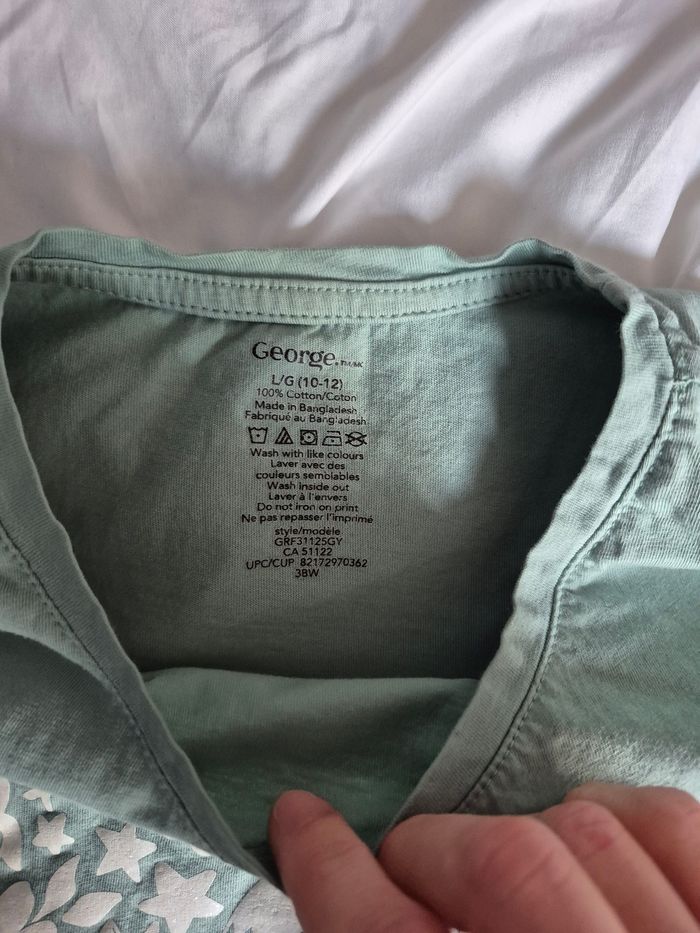 George. TM/MC
L/G (10-12)
100% Cotton/Coton
Made in Bangladesh
Fabriqué au Bangladesh
Wash with like colours
Laver avec des
couleurs semblables
Wash inside out
Laver à l'envers
Do not iron on print
Ne pas repasser l'imprimé
style/modèle
GRF31125GY
CA 51122
UPC/CUP 82172970362
3BW